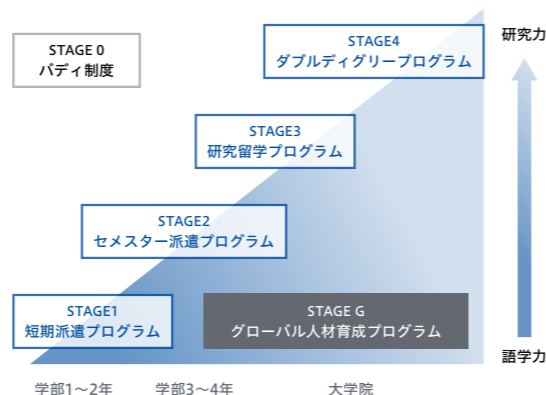 STAGE 0
バディ制度
STAGE4
ダブルディグリープログラム
研究力
STAGE3
研究留学プログラム
STAGE2
セメスター派遣プログラム
STAGE1
短期派遣プログラム
STAGE G
グローバル人材育成プログラム
語学力
学部1〜2年
学部3〜4年
大学院